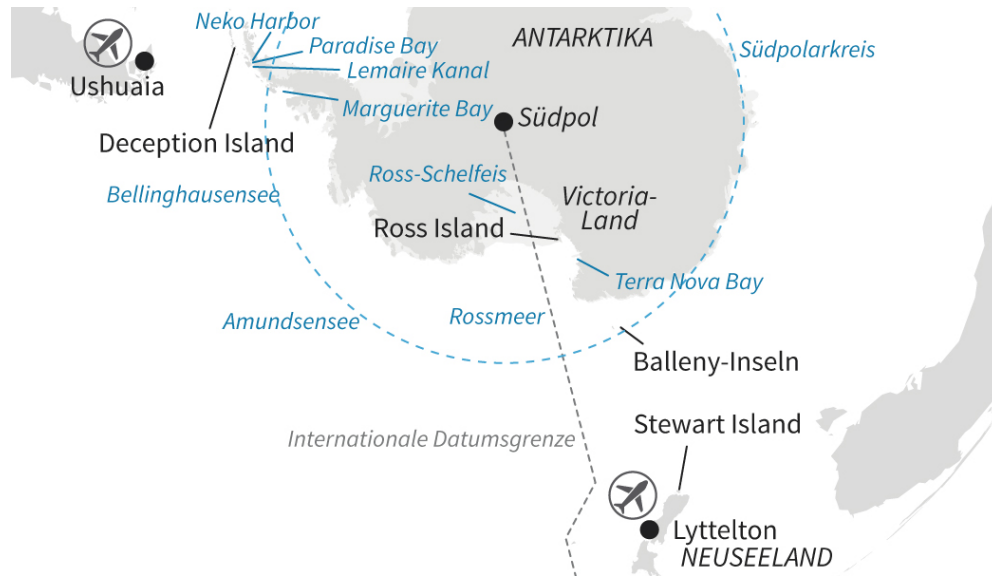 Neko Harbor
ANTARKTIKA
Paradise Bay
Südpolarkreis
Lemaire Kanal
Ushuaia
Marguerite Bay
Südpol
Deception Island
Ross-Schelfeis
Bellinghausensee
Victoria-
Land
Ross Island
Terra Nova Bay
Rossmeer
Amundsensee
Balleny-Inseln
Stewart Island
Internationale Datumsgrenze
Lyttelton
NEUSEELAND